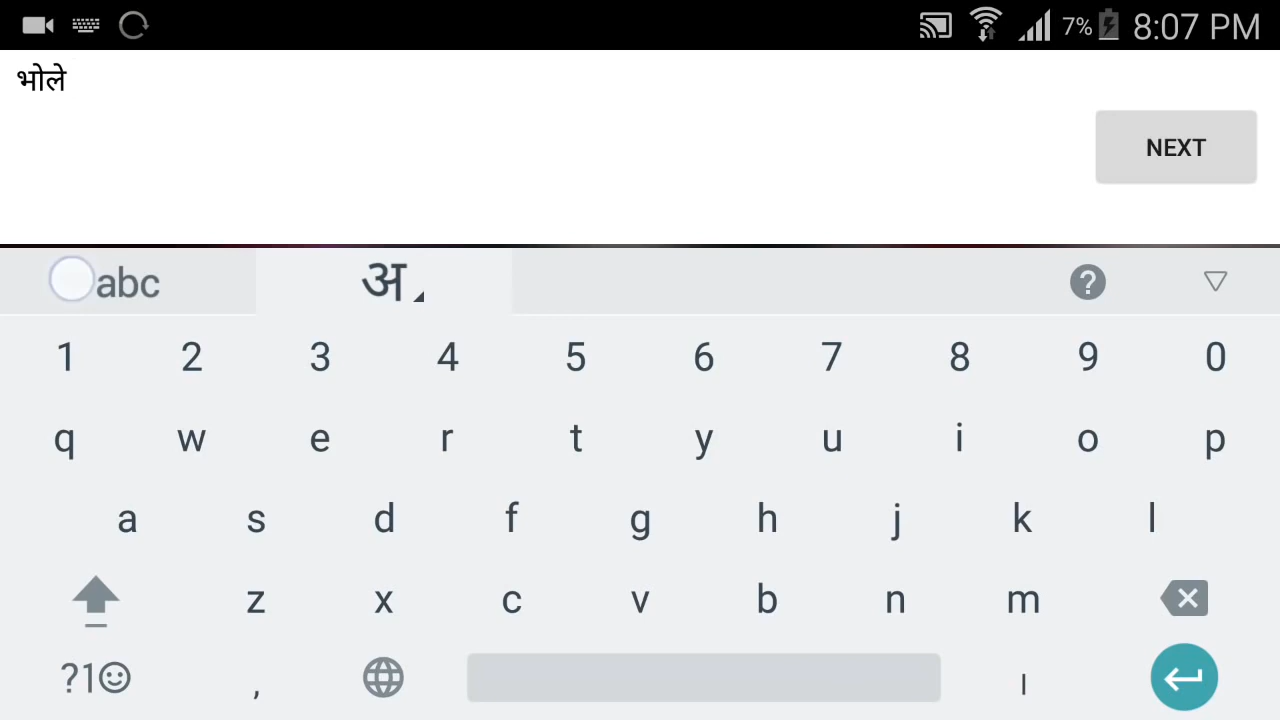 7% 8:07 PM
भोले
NEXT
abc अ ?
1 2 3 4 5 6 7 8 9 0
q w e r t y u i o p
a s d f g h j k l
z x c v b n m
?1☺ , ।